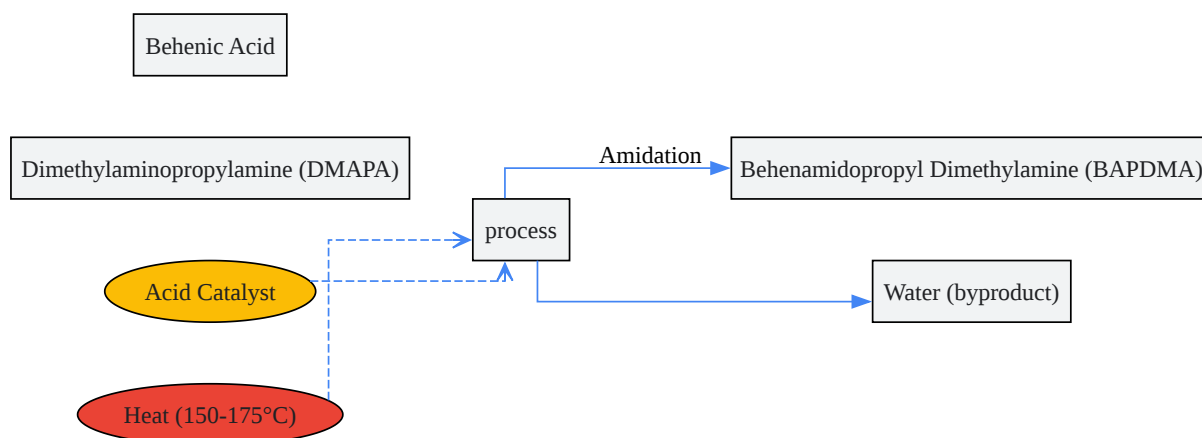 Behenic Acid
Dimethylaminopropylamine (DMAPA)
Amidation
Behenamidopropyl Dimethylamine (BAPDMA)
process
Acid Catalyst
Water (byproduct)
Heat (150-175°C)